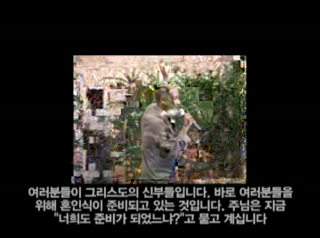 여러분들이 그리스도의 신부들입니다. 바로 여러분들을
위해 혼인식이 준비되고 있는 것입니다. 주님은 지금
"너희도 준비가 되었느냐?"고 묻고 계십니다